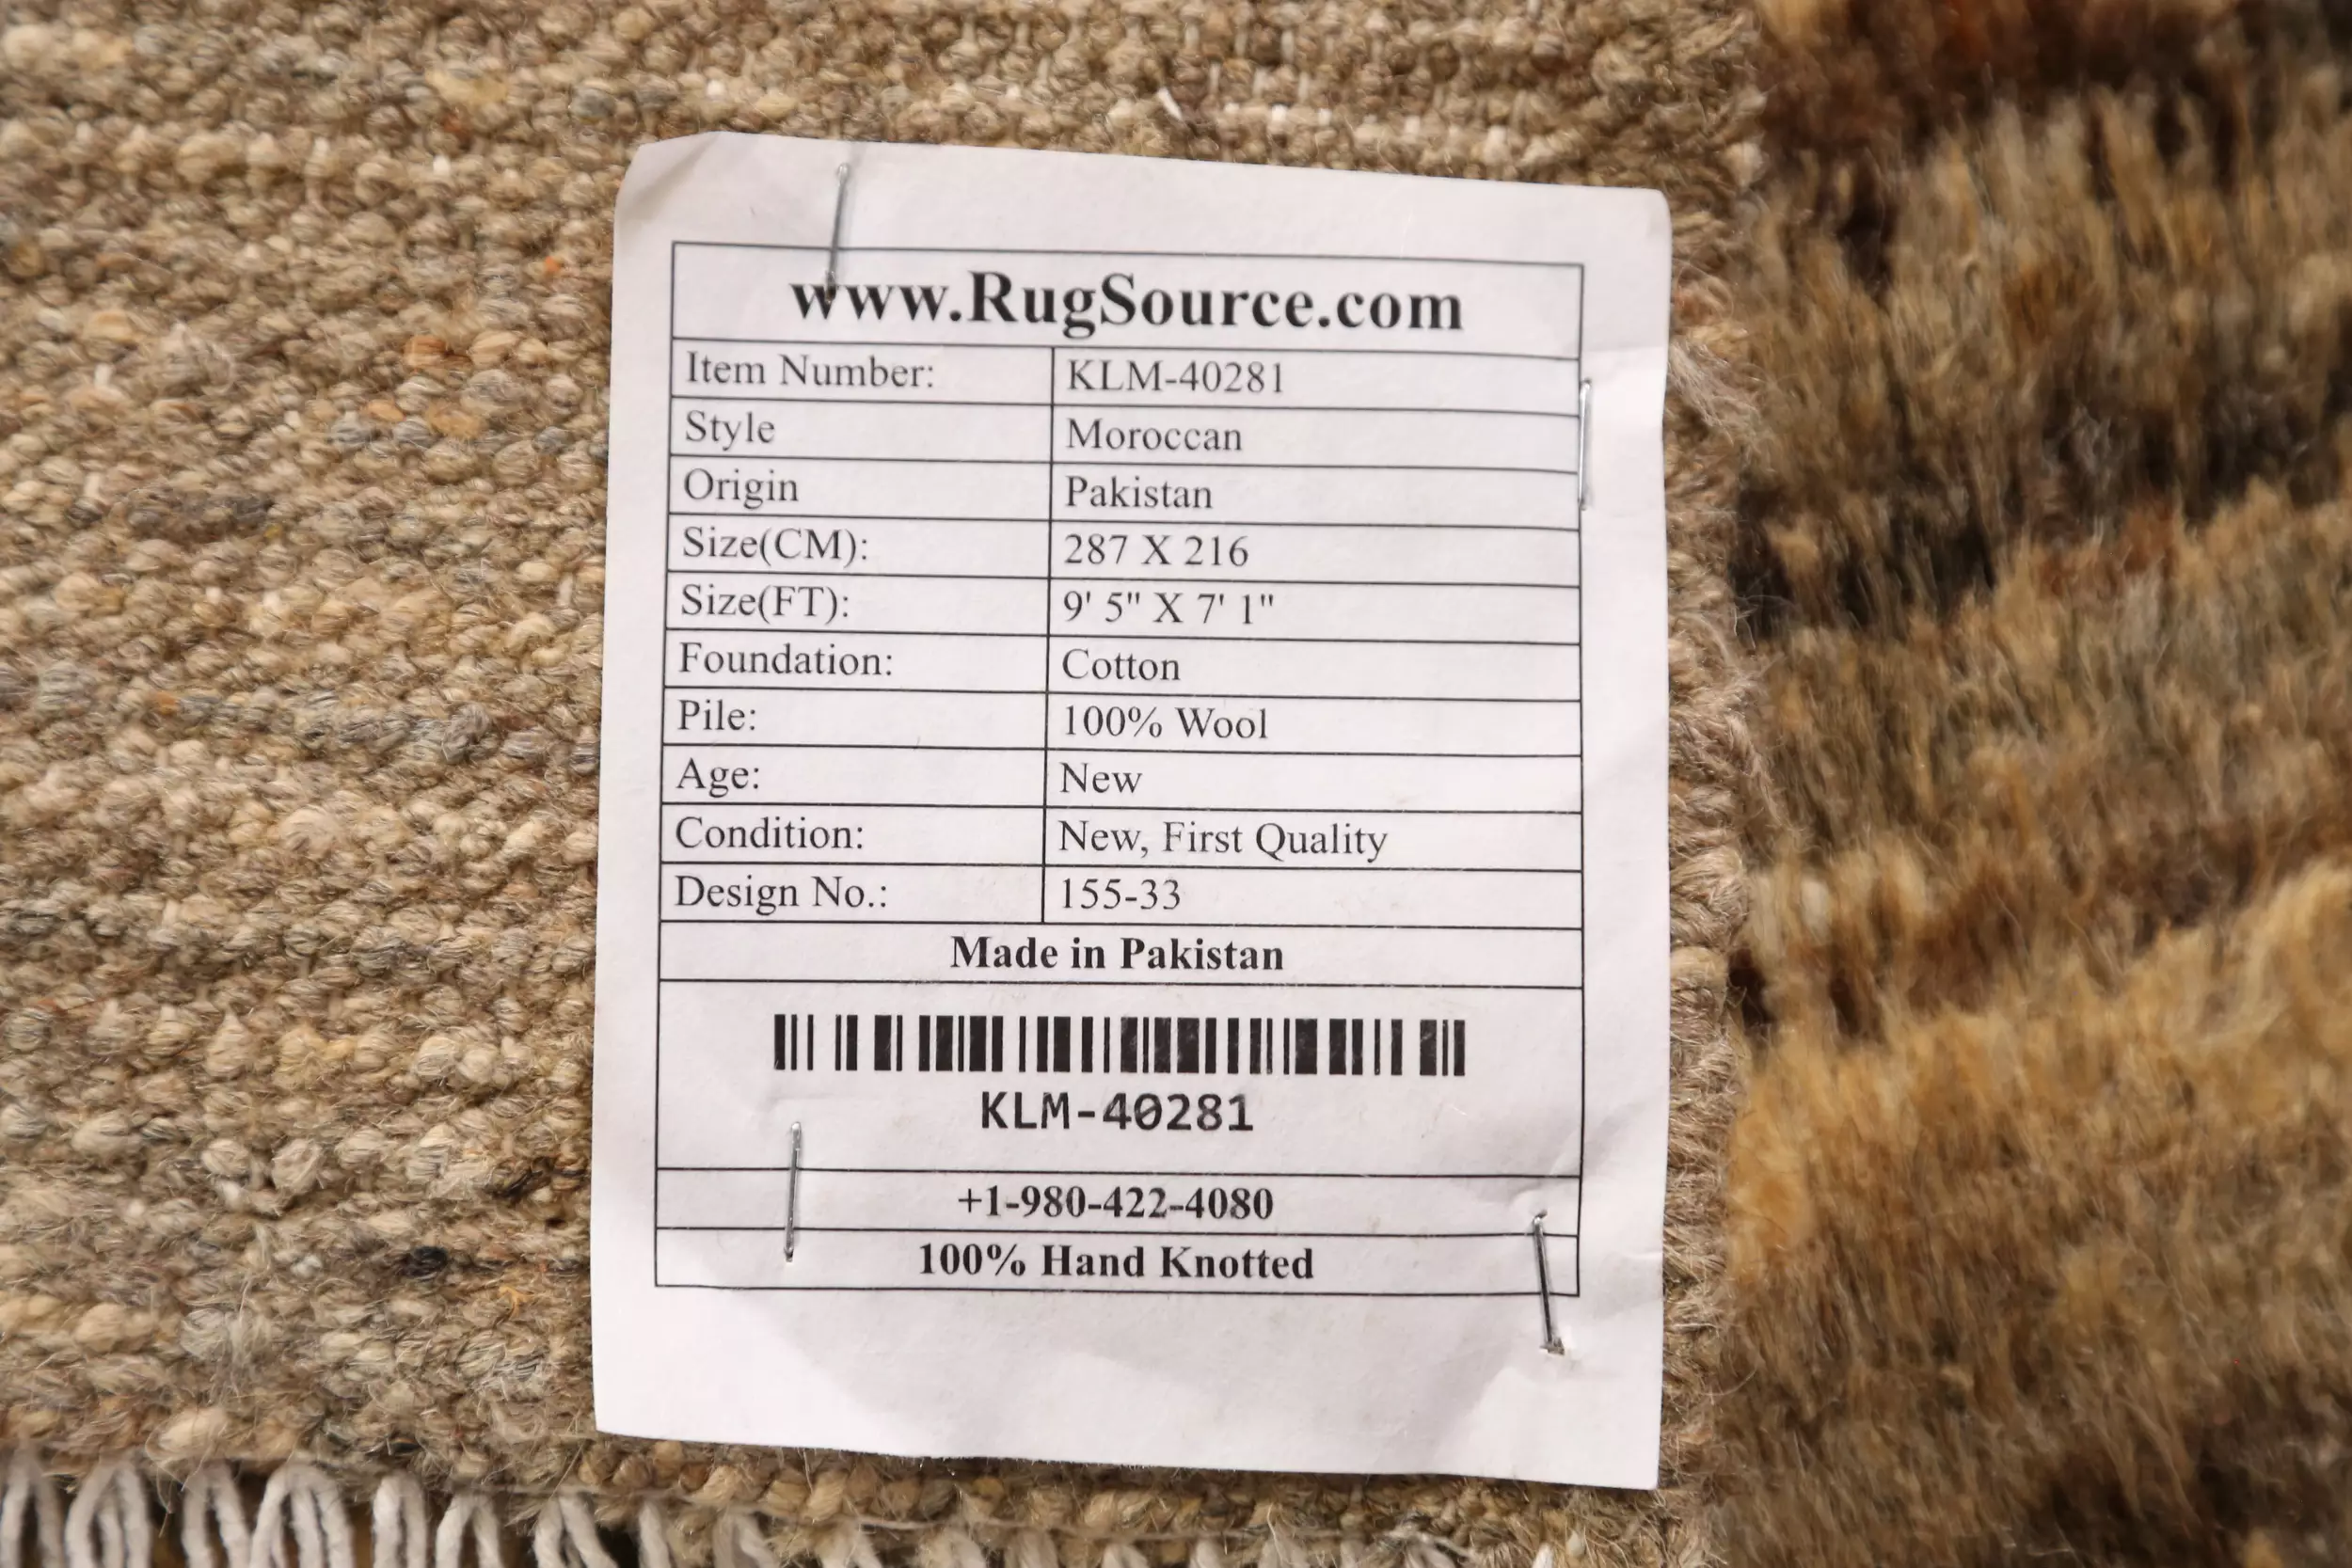 www.RugSource.com
Item Number: KLM-40281
Style Moroccan
Origin Pakistan
Size(CM): 287 X 216
Size(FT): 9' 5" X 7' 1"
Foundation: Cotton
Pile: 100% Wool
Age: New
Condition: New, First Quality
Design No.: 155-33
Made in Pakistan
KLM-40281
+1-980-422-4080
100% Hand Knotted